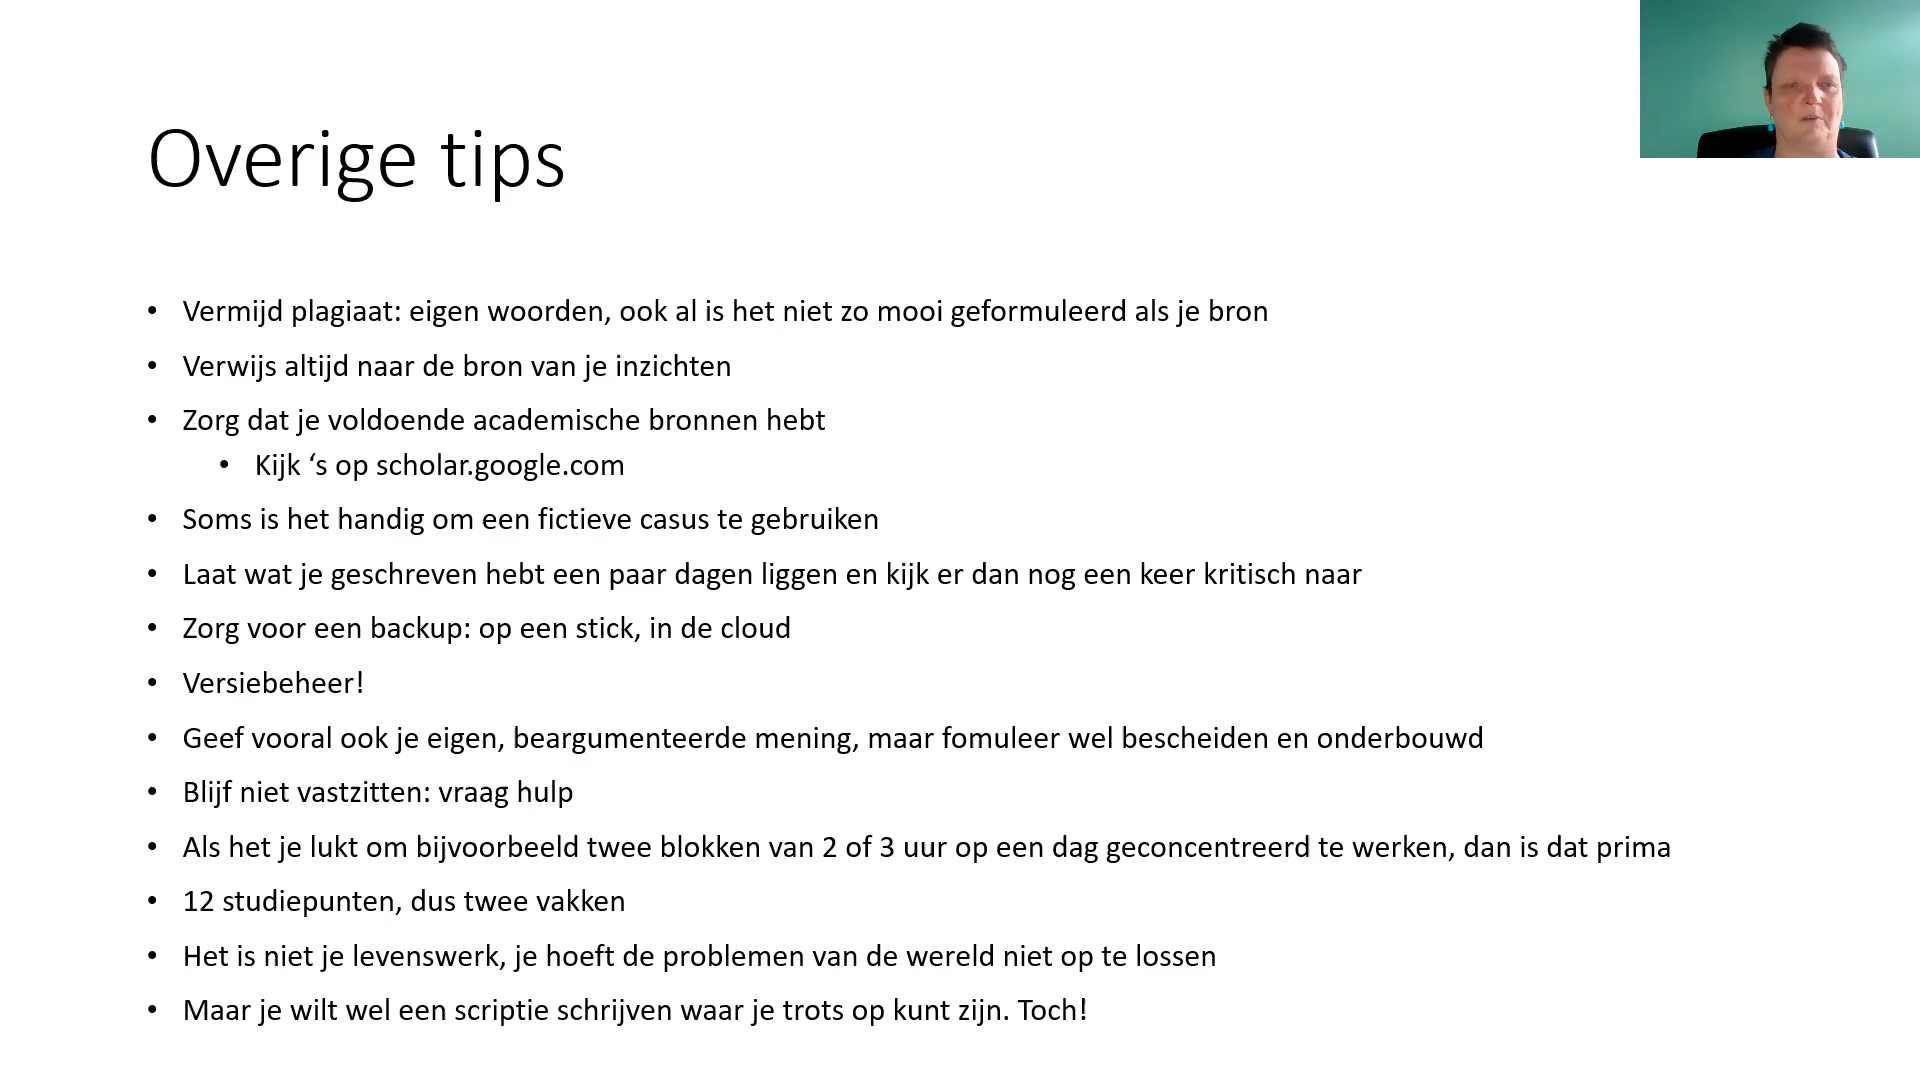 Overige tips
• Vermijd plagiaat: eigen woorden, ook al is het niet zo mooi geformuleerd als je bron
• Verwijs altijd naar de bron van je inzichten
• Zorg dat je voldoende academische bronnen hebt
• Kijk ‘s op scholar.google.com
• Soms is het handig om een fictieve casus te gebruiken
• Laat wat je geschreven hebt een paar dagen liggen en kijk er dan nog een keer kritisch naar
• Zorg voor een backup: op een stick, in de cloud
• Versiebeheer!
• Geef vooral ook je eigen, beargumenteerde mening, maar fomuleer wel bescheiden en onderbouwd
• Blijf niet vastzitten: vraag hulp
• Als het je lukt om bijvoorbeeld twee blokken van 2 of 3 uur op een dag geconcentreerd te werken, dan is dat prima
• 12 studiepunten, dus twee vakken
• Het is niet je levenswerk, je hoeft de problemen van de wereld niet op te lossen
• Maar je wilt wel een scriptie schrijven waar je trots op kunt zijn. Toch!